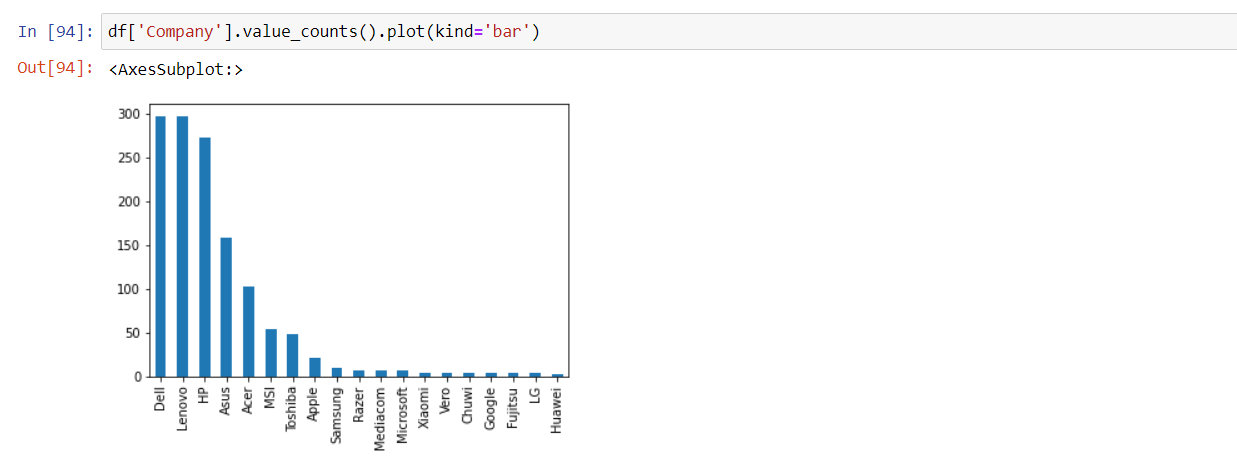 In [94]: df['Company'].value_counts().plot(kind='bar')
Out[94]: <AxesSubplot:>
300
250
200
150
100
50
0
Dell
Lenovo
HP
Asus
Acer
MSI
Toshiba
Apple
Samsung
Razer
Mediacom
Microsoft
Xiaomi
Vero
Chuwi
Google
Fujitsu
LG
Huawei